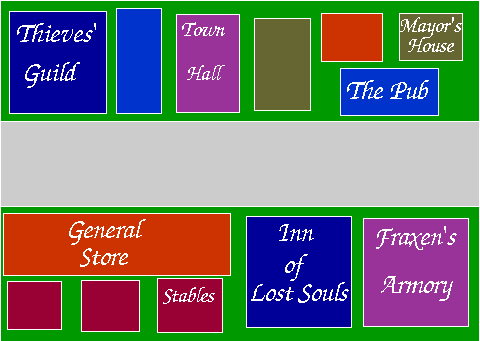 Thieves'
Guild
Town
Hall
Mayor's
House
The Pub
General
Store
Stables
Inn
of
Lost Souls
Fraxen's
Armory